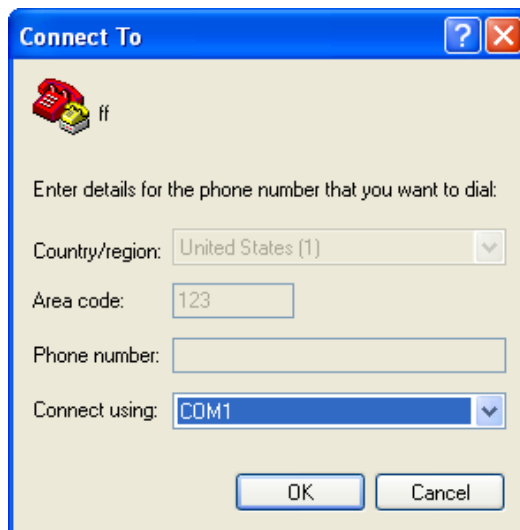 Connect To
ff
Enter details for the phone number that you want to dial:
Country/region: United States (1)
Area code: 123
Phone number:
Connect using: COM1
OK Cancel